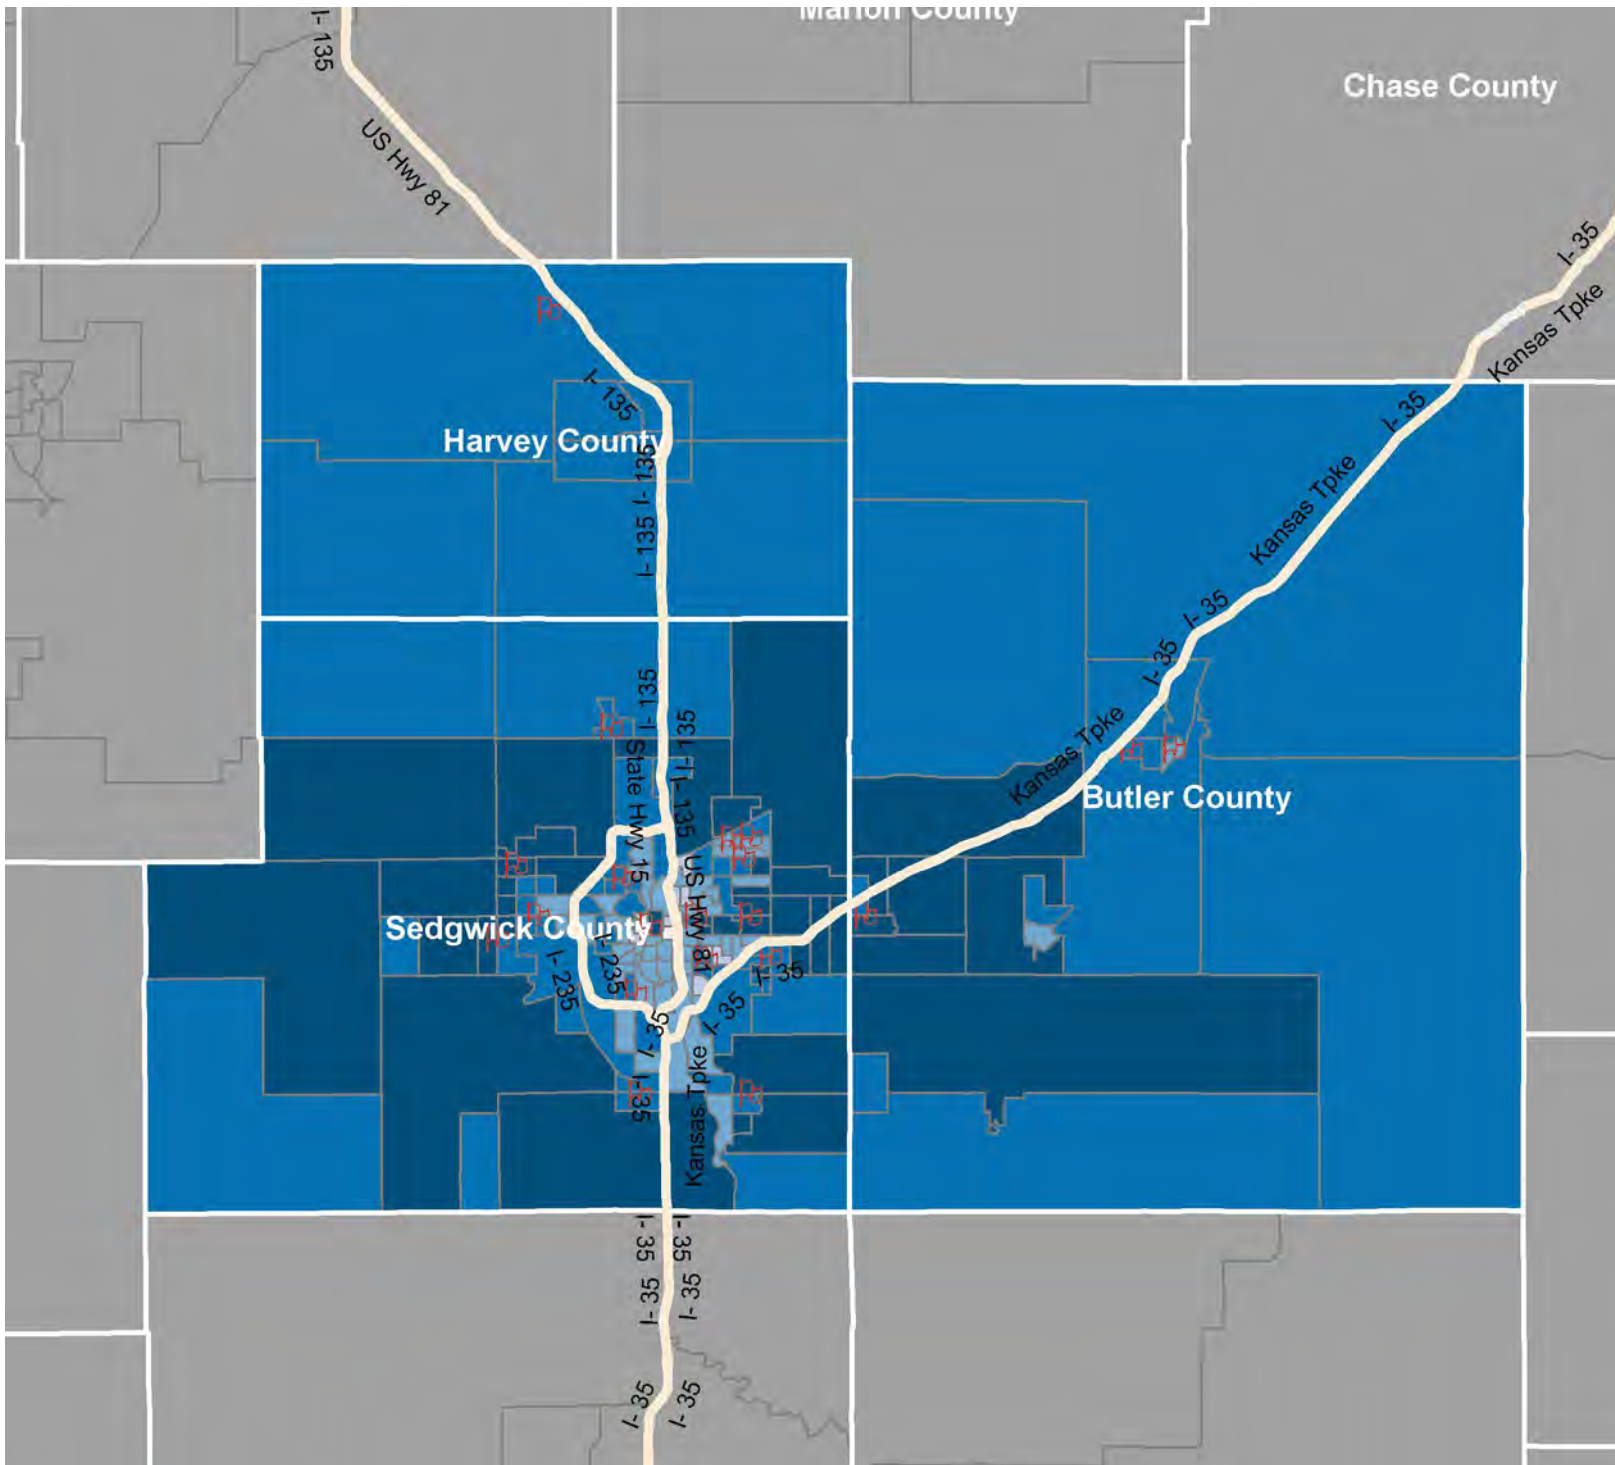 Marion County
I- 135
Chase County
US Hwy 81
I- 35
Kansas Tpke
I- 135
I- 35
Harvey County
I- 135
Kansas Tpke
I- 135
I- 35
I- 35
I- 135
I- 135
Kansas Tpke
State Hwy 15
Butler County
I- 135
US Hwy 81
Sedgwick County
I- 235
I- 235
I- 35
I- 35
I- 35
I- 35
Kansas Tpke
I- 35
I- 35
I- 35
I- 35
I- 35
I- 35